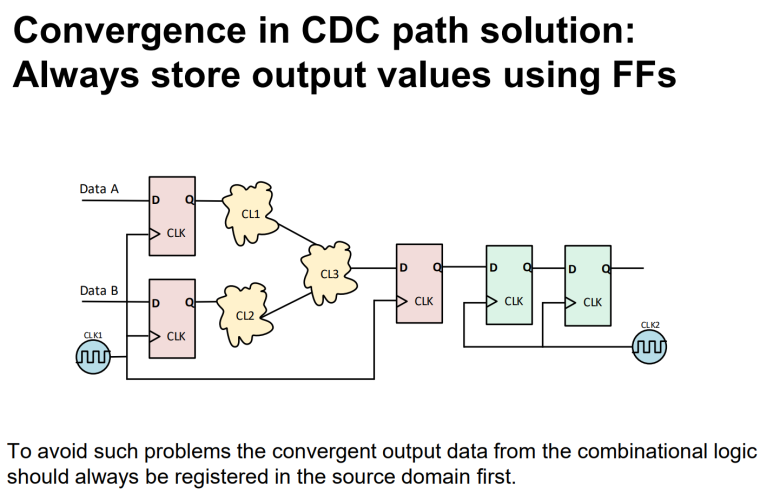 Convergence in CDC path solution:
Always store output values using FFs
Data A
D Q
CLK
CL1
CL3
D Q
CLK
D Q
CLK
D Q
CLK
Data B
D Q
CLK
CL2
CLK1
CLK2
To avoid such problems the convergent output data from the combinational logic
should always be registered in the source domain first.